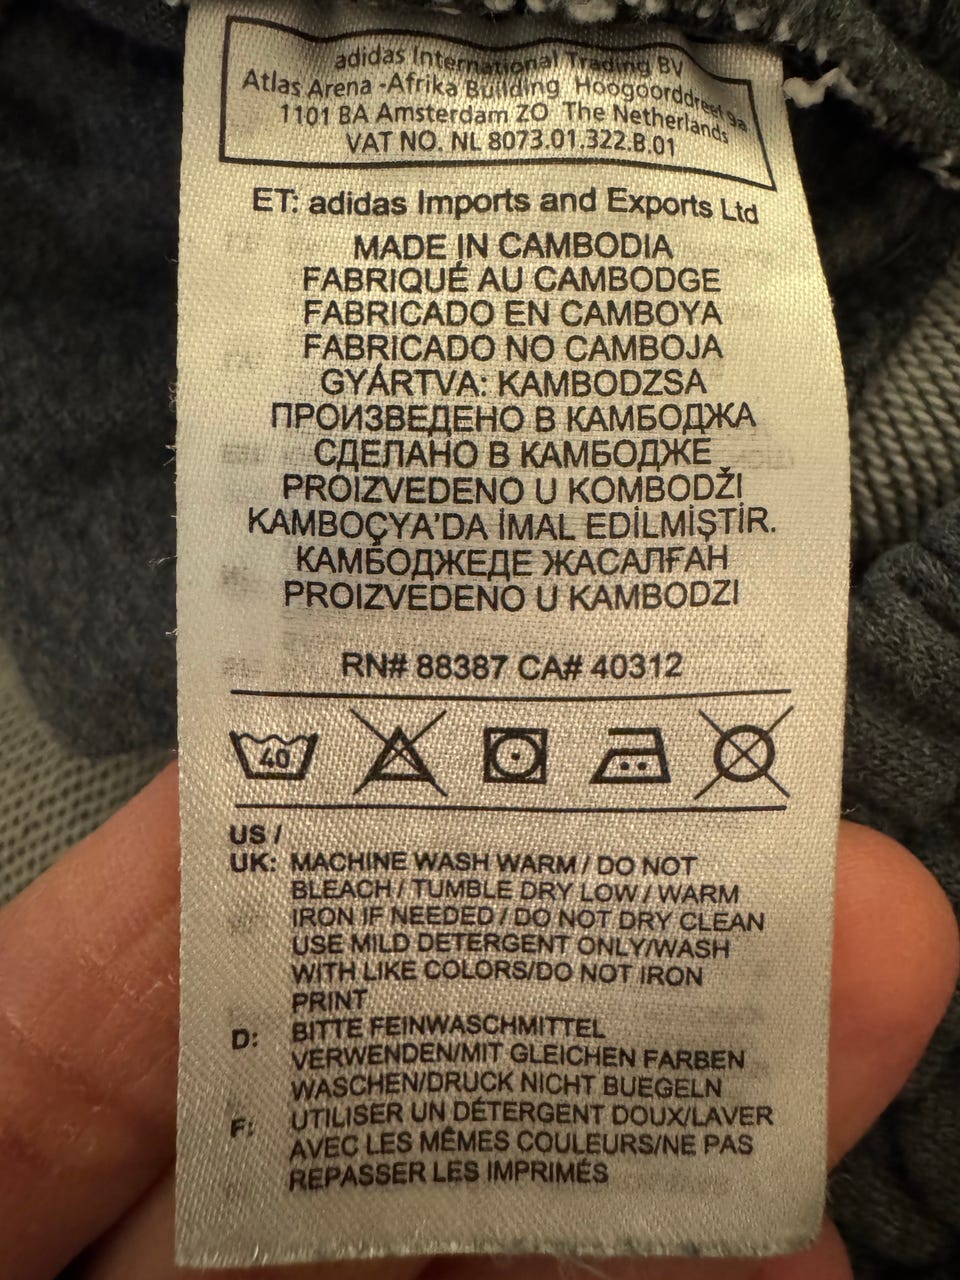 adidas International Trading BV
Atlas Arena -Afrika Building Hoogoorddreef 9a
1101 BA Amsterdam ZO The Netherlands
VAT NO. NL 8073.01.322.B.01
ET: adidas Imports and Exports Ltd
MADE IN CAMBODIA
FABRIQUÉ AU CAMBODGE
FABRICADO EN CAMBOYA
FABRICADO NO CAMBOJA
GYÁRTVA: KAMBODZSA
ПРОИЗВЕДЕНО В КАМБОДЖА
СДЕЛАНО В КАМБОДЖЕ
PROIZVEDENO U KOMBODŽI
KAMBOÇYA'DA İMAL EDİLMİŞTİR.
КАМБОДЖЕДЕ ЖАСАЛҒАН
PROIZVEDENO U KAMBODZI
RN# 88387 CA# 40312
40
US /
UK: MACHINE WASH WARM / DO NOT
BLEACH / TUMBLE DRY LOW / WARM
IRON IF NEEDED / DO NOT DRY CLEAN
USE MILD DETERGENT ONLY/WASH
WITH LIKE COLORS/DO NOT IRON
PRINT
D: BITTE FEINWASCHMITTEL
VERWENDEN/MIT GLEICHEN FARBEN
WASCHEN/DRUCK NICHT BUEGELN
F: UTILISER UN DÉTERGENT DOUX/LAVER
AVEC LES MÊMES COULEURS/NE PAS
REPASSER LES IMPRIMÉS